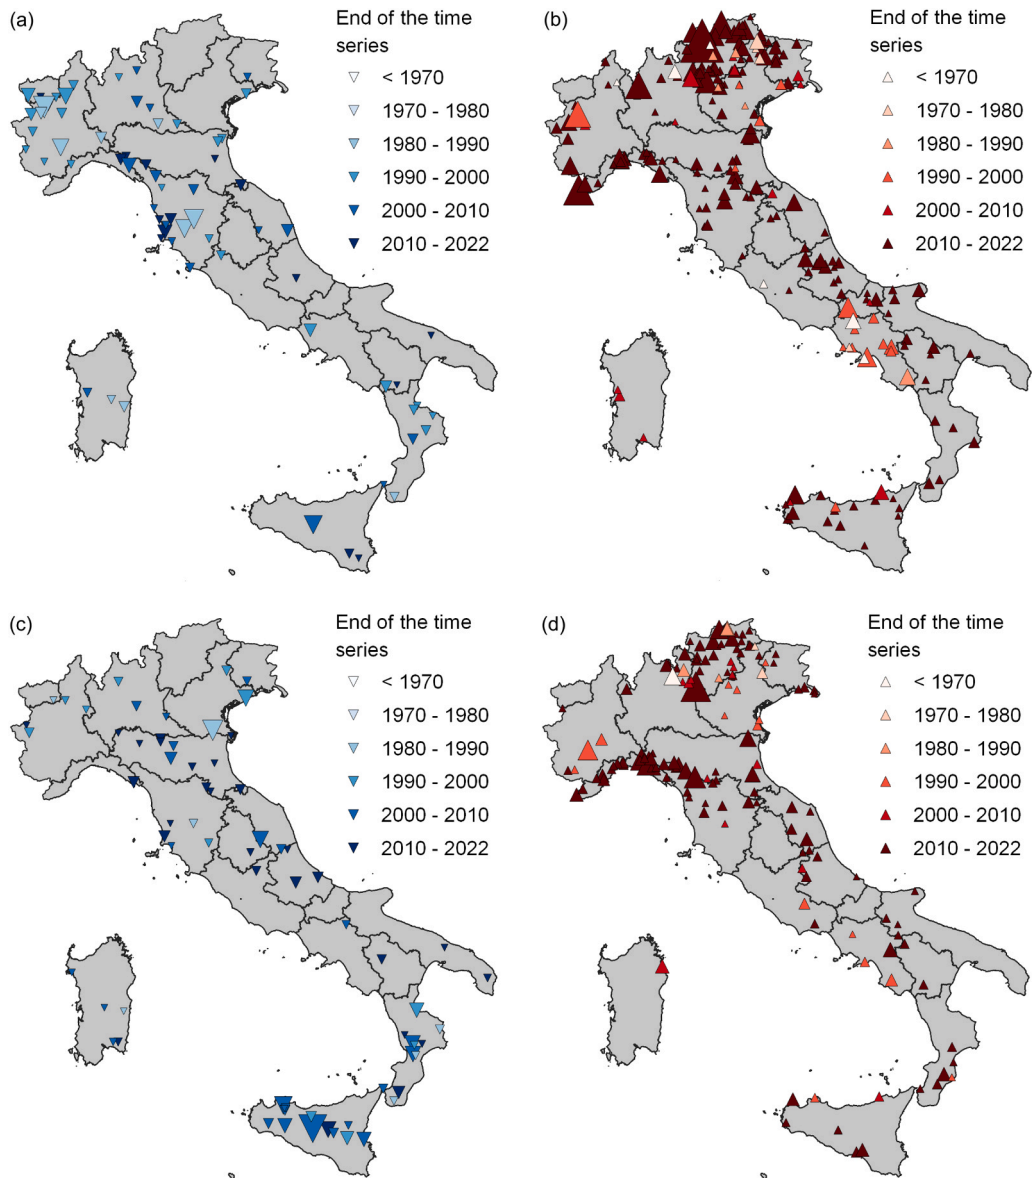 (a)
End of the time
series
< 1970
1970 - 1980
1980 - 1990
1990 - 2000
2000 - 2010
2010 - 2022
(b)
End of the time
series
< 1970
1970 - 1980
1980 - 1990
1990 - 2000
2000 - 2010
2010 - 2022
(c)
End of the time
series
< 1970
1970 - 1980
1980 - 1990
1990 - 2000
2000 - 2010
2010 - 2022
(d)
End of the time
series
< 1970
1970 - 1980
1980 - 1990
1990 - 2000
2000 - 2010
2010 - 2022